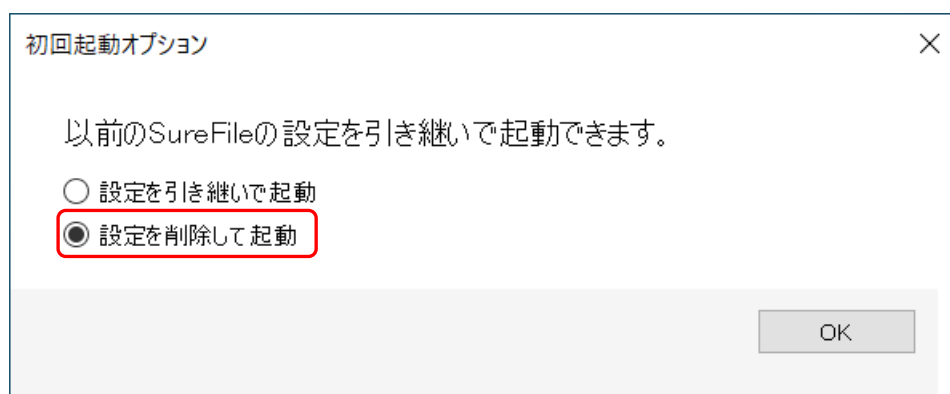 初回起動オプション
以前のSureFileの設定を引き継いで起動できます。
設定を引き継いで起動
設定を削除して起動
OK